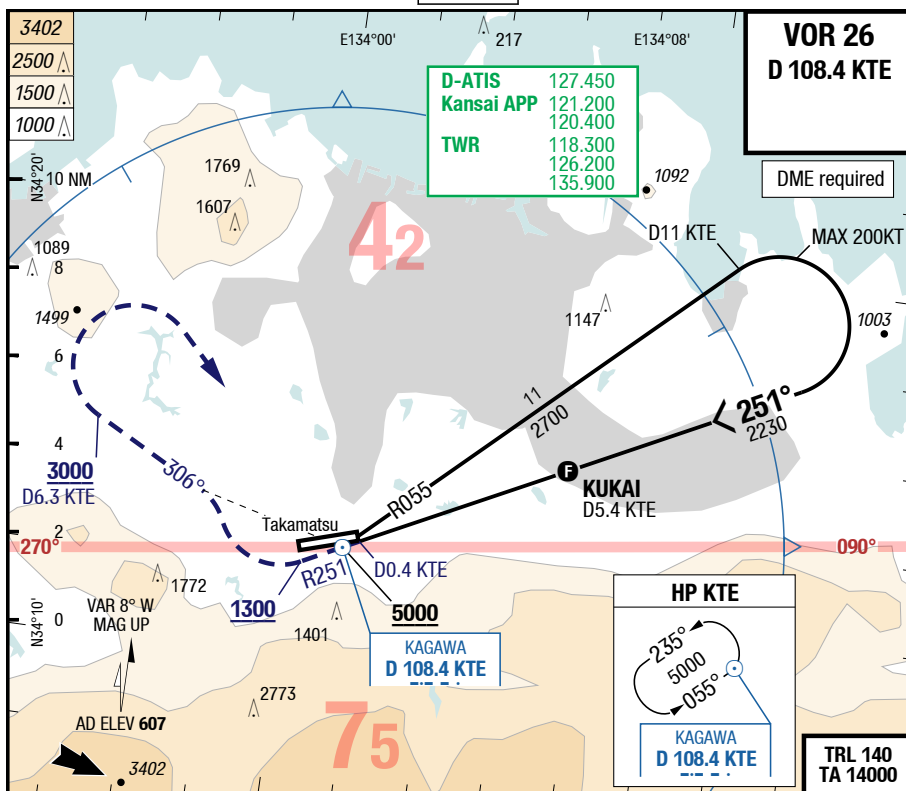 3402
2500
1500
1000
E134°00'
217
E134°08'
VOR 26
D 108.4 KTE
D-ATIS 127.450
Kansai APP 121.200
120.400
TWR 118.300
126.200
135.900
DME required
N34°20'
10 NM
1769
1607
1092
42
D11 KTE
MAX 200KT
1089
8
1499
1147
1003
6
11
2700
251°
2230
4
3000
D6.3 KTE
306°
R055
F
KUKAI
D5.4 KTE
Takamatsu
2
270°
090°
R251
D0.4 KTE
1772
1300
5000
VAR 8° W
MAG UP
N34°10'
0
1401
KAGAWA
D 108.4 KTE
HP KTE
235°
5000
055°
KAGAWA
D 108.4 KTE
2773
75
AD ELEV 607
3402
TRL 140
TA 14000